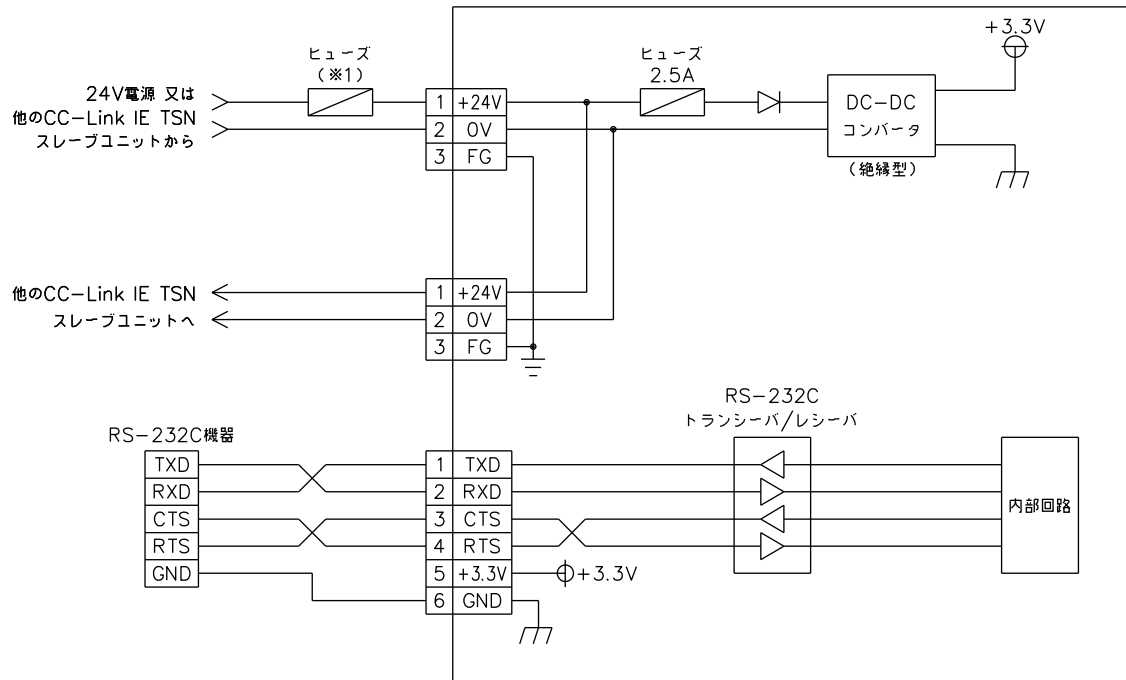 +3.3V
ヒューズ
(※1)
ヒューズ
2.5A
24V電源 又は
他のCC-Link IE TSN
スレーブユニットから
1 +24V
2 0V
3 FG
DC-DC
コンバータ
(絶縁型)
他のCC-Link IE TSN
スレーブユニットへ
1 +24V
2 0V
3 FG
RS-232C
トランシーバ/レシーバ
RS-232C機器
TXD
RXD
CTS
RTS
GND
1 TXD
2 RXD
3 CTS
4 RTS
5 +3.3V
6 GND
+3.3V
内部回路